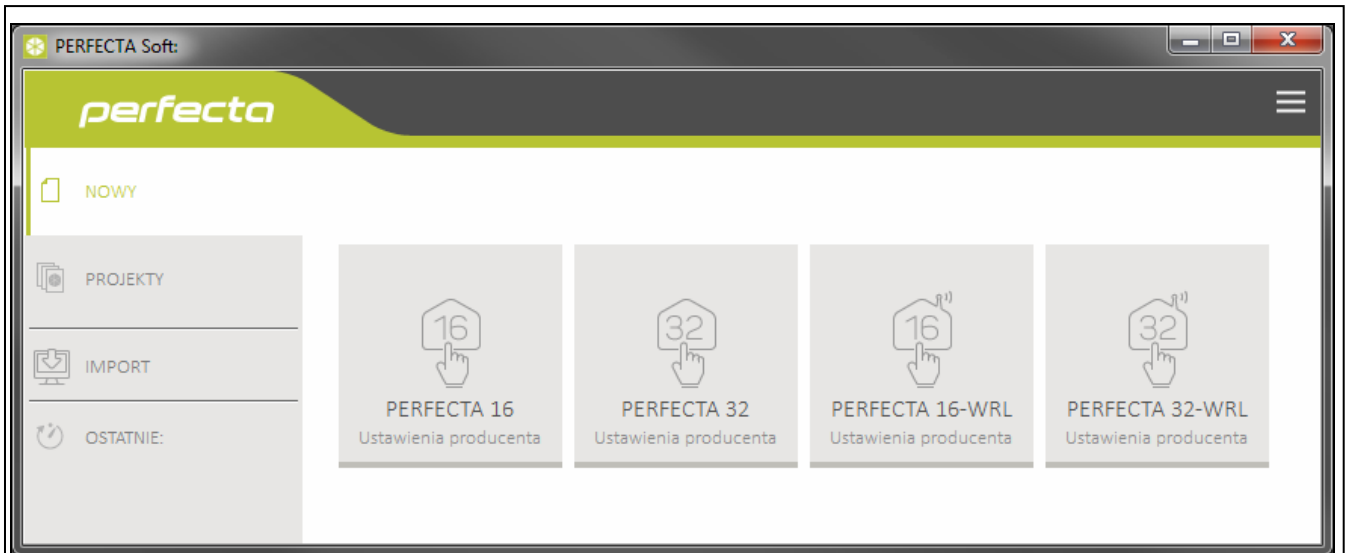 PERFECTA Soft:
perfecta
NOWY
PROJEKTY
IMPORT
OSTATNIE:
16
32
16
32
PERFECTA 16
PERFECTA 32
PERFECTA 16-WRL
PERFECTA 32-WRL
Ustawienia producenta
Ustawienia producenta
Ustawienia producenta
Ustawienia producenta